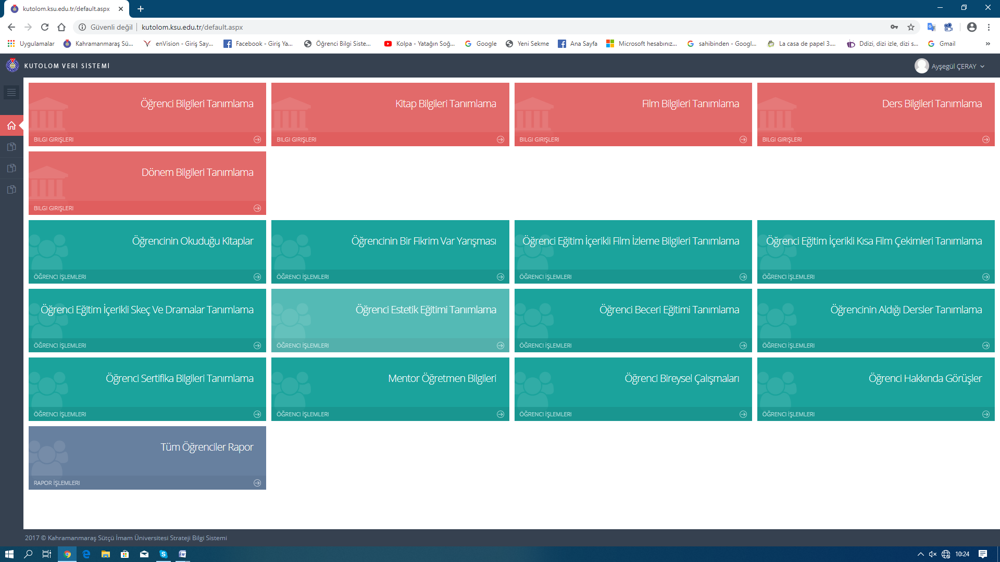 kutolom.ksu.edu.tr/default.aspx
Güvenli değil | kutolom.ksu.edu.tr/default.aspx
Uygulamalar Kahramanmaraş Sü... enVision - Giriş Say... Facebook - Giriş Ya... Öğrenci Bilgi Siste... Kolpa - Yatağın Soğ... Google Yeni Sekme Ana Sayfa Microsoft hesabınız... sahibinden - Googl... La casa de papel 3.... Ddizi, dizi izle, dizi s... Gmail »
KUTOLOM VERİ SİSTEMİ
Ayşegül ÇERAY
Öğrenci Bilgileri Tanımlama
BILGI GIRIŞLERI
Kitap Bilgileri Tanımlama
BILGI GIRIŞLERI
Film Bilgileri Tanımlama
BILGI GIRIŞLERI
Ders Bilgileri Tanımlama
BILGI GIRIŞLERI
Dönem Bilgileri Tanımlama
BILGI GIRIŞLERI
Öğrencinin Okuduğu Kitaplar
ÖĞRENCI İŞLEMLERI
Öğrencinin Bir Fikrim Var Yarışması
ÖĞRENCI İŞLEMLERI
Öğrenci Eğitim İçerikli Film İzleme Bilgileri Tanımlama
ÖĞRENCI İŞLEMLERI
Öğrenci Eğitim İçerikli Kısa Film Çekimleri Tanımlama
ÖĞRENCI İŞLEMLERI
Öğrenci Eğitim İçerikli Skeç Ve Dramalar Tanımlama
ÖĞRENCI İŞLEMLERI
Öğrenci Estetik Eğitimi Tanımlama
ÖĞRENCI İŞLEMLERI
Öğrenci Beceri Eğitimi Tanımlama
ÖĞRENCI İŞLEMLERI
Öğrencinin Aldığı Dersler Tanımlama
ÖĞRENCI İŞLEMLERI
Öğrenci Sertifika Bilgileri Tanımlama
ÖĞRENCI İŞLEMLERI
Mentor Öğretmen Bilgileri
ÖĞRENCI İŞLEMLERI
Öğrenci Bireysel Çalışmaları
ÖĞRENCI İŞLEMLERI
Öğrenci Hakkında Görüşler
ÖĞRENCI İŞLEMLERI
Tüm Öğrenciler Rapor
RAPOR İŞLEMLERI
2017 © Kahramanmaraş Sütçü İmam Üniversitesi Strateji Bilgi Sistemi
10:24